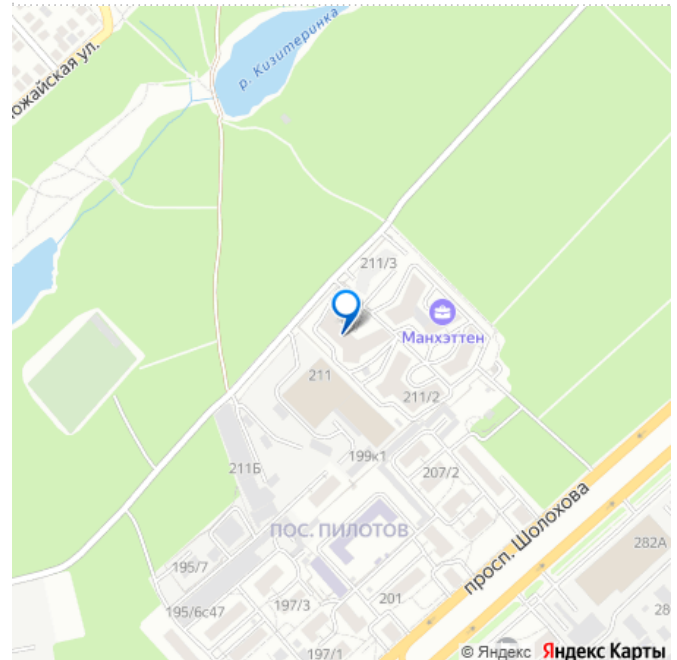 ожайская ул.
р. Кизитеринка
211/3
Манхэттен
211
211/2
199к1
211Б
207/2
ПОС. ПИЛОТОВ
просп. Шолохова
282А
195/7
201
28
195/6с47
197/3
197/1
© Яндекс Яндекс Карты